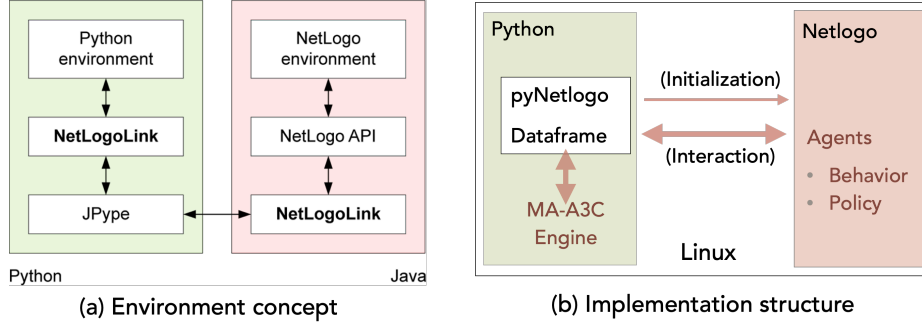 Python
environment
NetLogoLink
JPype
NetLogo
environment
NetLogo API
NetLogoLink
Python
Java
(a) Environment concept
Python
pyNetlogo
Dataframe
MA-A3C
Engine
(Initialization)
(Interaction)
Linux
Netlogo
Agents
• Behavior
• Policy
(b) Implementation structure